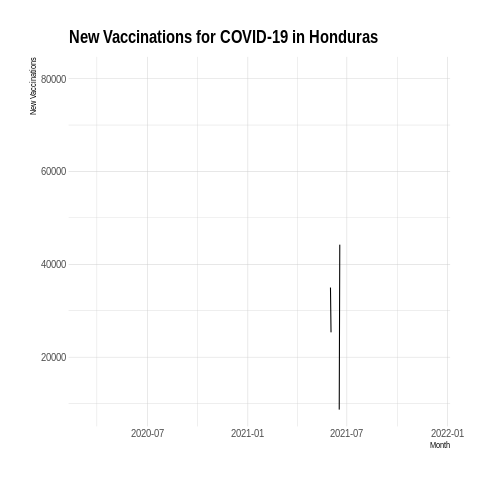 New Vaccinations for COVID-19 in Honduras
New Vaccinations
80000
60000
40000
20000
2020-07
2021-01
2021-07
2022-01
Month